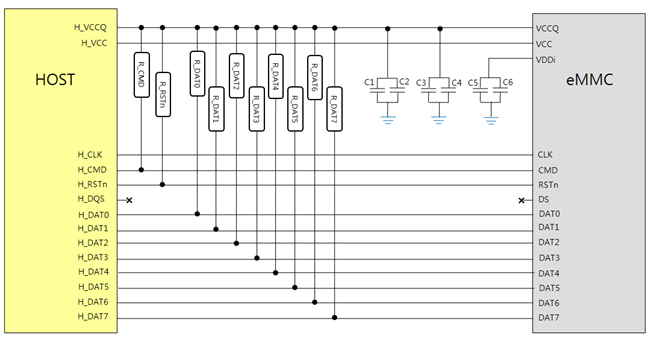 H_VCCQ
H_VCC
HOST
H_CLK
H_CMD
H_RSTn
H_DQS
H_DAT0
H_DAT1
H_DAT2
H_DAT3
H_DAT4
H_DAT5
H_DAT6
H_DAT7
R_CMD
R_RSTn
R_DAT0
R_DAT1
R_DAT2
R_DAT3
R_DAT4
R_DAT5
R_DAT6
R_DAT7
C1
C2
C3
C4
C5
C6
VCCQ
VCC
VDDi
eMMC
CLK
CMD
RSTn
DS
DAT0
DAT1
DAT2
DAT3
DAT4
DAT5
DAT6
DAT7